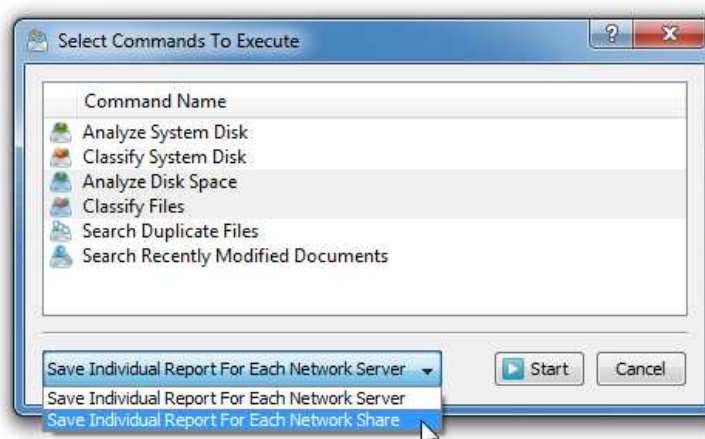 Select Commands To Execute
?
Command Name
Analyze System Disk
Classify System Disk
Analyze Disk Space
Classify Files
Search Duplicate Files
Search Recently Modified Documents
Save Individual Report For Each Network Server
Start
Cancel
Save Individual Report For Each Network Server
Save Individual Report For Each Network Share